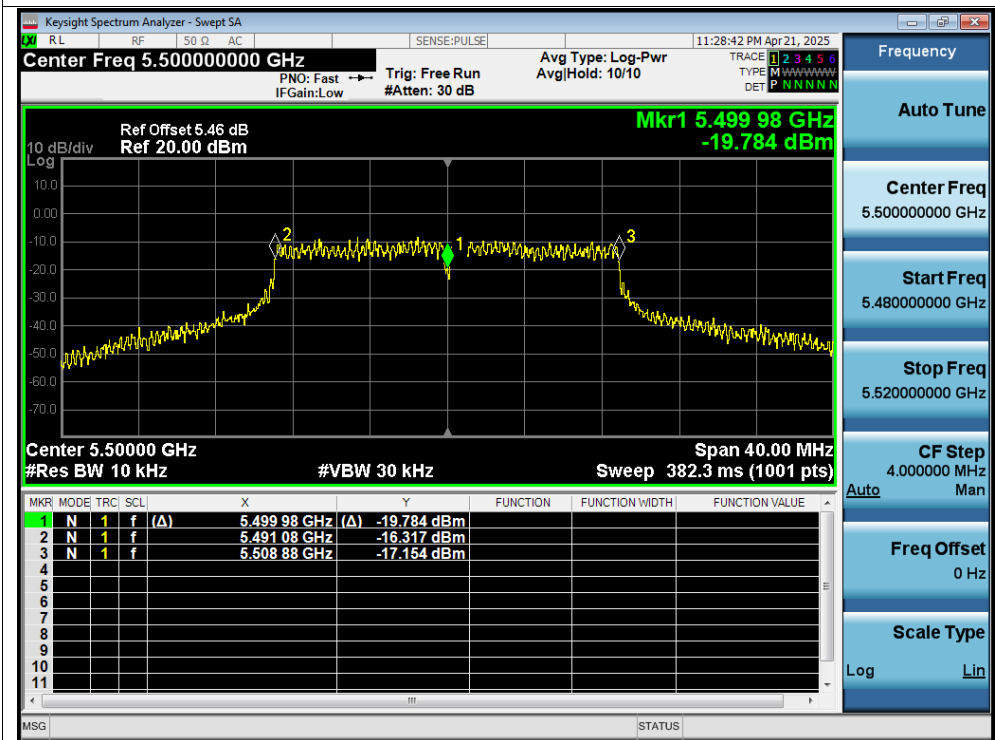 Keysight Spectrum Analyzer - Swept SA
LXI RL RF 50 Ω AC SENSE:PULSE 11:28:42 PM Apr 21, 2025
Center Freq 5.500000000 GHz
PNO: Fast
IFGain:Low
Trig: Free Run
#Atten: 30 dB
Avg Type: Log-Pwr
Avg|Hold: 10/10
TRACE 1 2 3 4 5 6
TYPE M WWWWW
DET P N N N N N
Mkr1 5.499 98 GHz
-19.784 dBm
Ref Offset 5.46 dB
10 dB/div Ref 20.00 dBm
Log
10.0
0.00
-10.0
-20.0
-30.0
-40.0
-50.0
-60.0
-70.0
2
1
3
Center 5.50000 GHz Span 40.00 MHz
#Res BW 10 kHz #VBW 30 kHz Sweep 382.3 ms (1001 pts)
MKR MODE TRC SCL X Y FUNCTION FUNCTION WIDTH FUNCTION VALUE
1 N 1 f (Δ) 5.499 98 GHz (Δ) -19.784 dBm
2 N 1 f 5.491 08 GHz -16.317 dBm
3 N 1 f 5.508 88 GHz -17.154 dBm
4
5
6
7
8
9
10
11
MSG STATUS
Frequency
Auto Tune
Center Freq
5.500000000 GHz
Start Freq
5.480000000 GHz
Stop Freq
5.520000000 GHz
CF Step
4.000000 MHz
Auto Man
Freq Offset
0 Hz
Scale Type
Log Lin